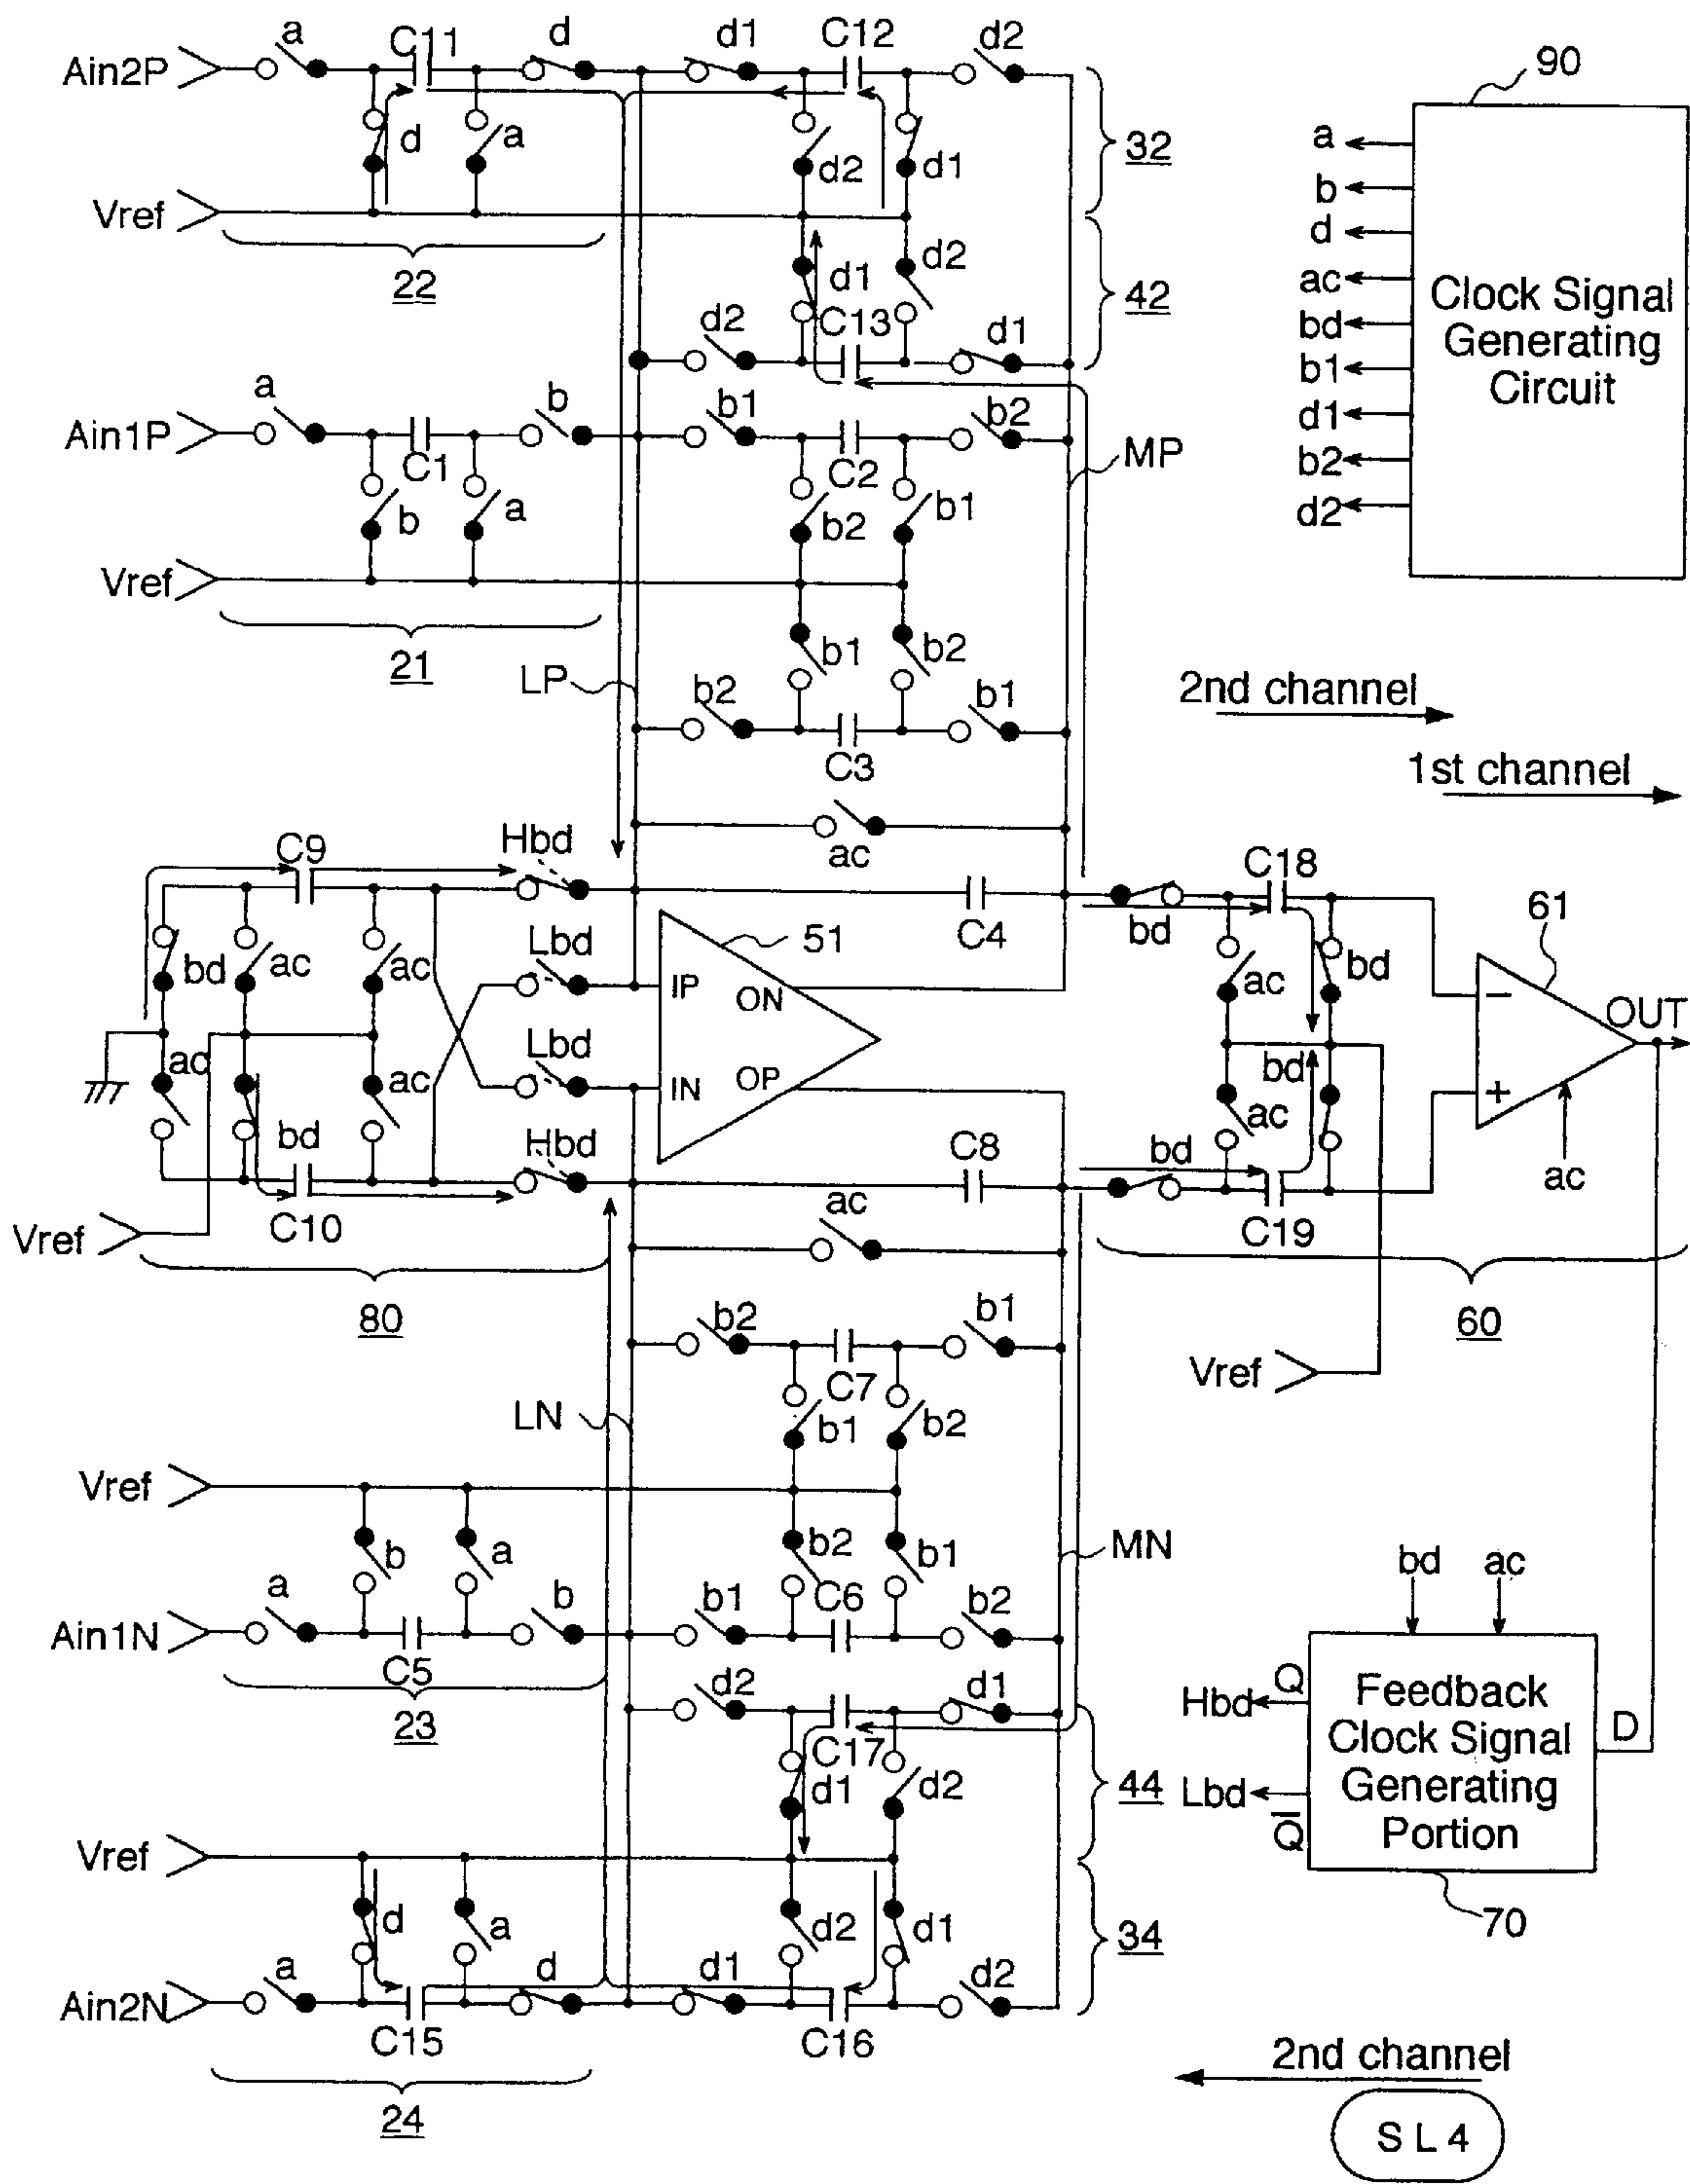 a C11 d d1 C12 d2
Ain2P
d a d2 d1
32
Vref
22
d1 d2
42
d2 C13 d1
90
a
b
d
ac
bd
b1
d1
b2
d2
Clock Signal
Generating
Circuit
a b b1 b2
Ain1P
C1 C2
MP
b a b2 b1
Vref
21
b1 b2
LP
b2 b1
C3
2nd channel
1st channel
ac
C9 Hbd C18
C4 bd
bd ac ac Lbd 51 ac bd 61
IP ON
− OUT
ac ac Lbd bd
IN OP
ac +
bd Hbd C8 bd ac
C10 ac C19
Vref
80
60
b2 b1
C7
Vref
LN
b1 b2
Vref
b a b2 b1
MN
a b b1 C6 b2
Ain1N
C5
23
d2 d1
C17
d1 d2
44
bd ac
Q
Hbd
Lbd
Q̅
D
Feedback
Clock Signal
Generating
Portion
70
Vref
d a d2 d1
34
a d d1 d2
Ain2N
C15 C16
24
2nd channel
SL4